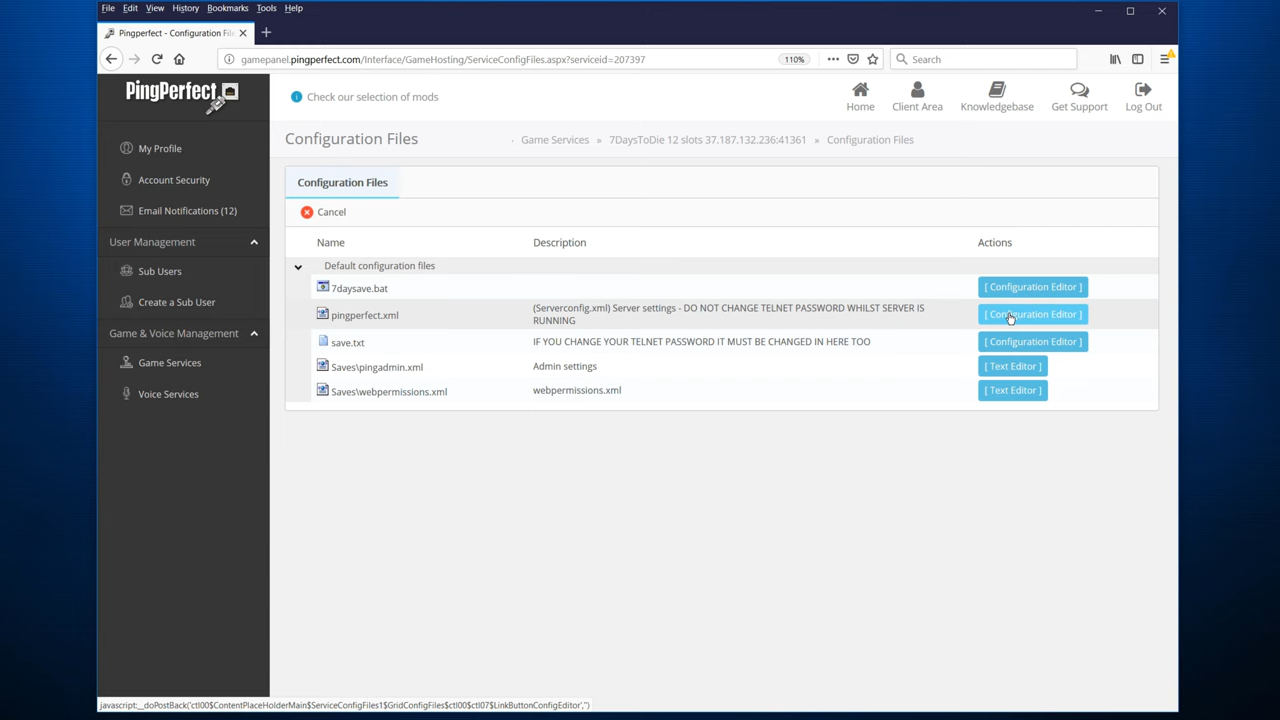 File Edit View History Bookmarks Tools Help
Pingperfect - Configuration File
gamepanel.pingperfect.com/Interface/GameHosting/ServiceConfigFiles.aspx?serviceid=207397
110%
Search
PingPerfect
Check our selection of mods
Home
Client Area
Knowledgebase
Get Support
Log Out
Configuration Files
Game Services » 7DaysToDie 12 slots 37.187.132.236:41361 » Configuration Files
My Profile
Account Security
Email Notifications (12)
User Management
Sub Users
Create a Sub User
Game & Voice Management
Game Services
Voice Services
Configuration Files
Cancel
Name Description Actions
Default configuration files
7daysave.bat [ Configuration Editor ]
pingperfect.xml (Serverconfig.xml) Server settings - DO NOT CHANGE TELNET PASSWORD WHILST SERVER IS
RUNNING [ Configuration Editor ]
save.txt IF YOU CHANGE YOUR TELNET PASSWORD IT MUST BE CHANGED IN HERE TOO [ Configuration Editor ]
Saves\pingadmin.xml Admin settings [ Text Editor ]
Saves\webpermissions.xml webpermissions.xml [ Text Editor ]
javascript:__doPostBack('ctl00$ContentPlaceHolderMain$ServiceConfigFiles1$GridConfigFiles$ctl00$ctl07$LinkButtonConfigEditor','')